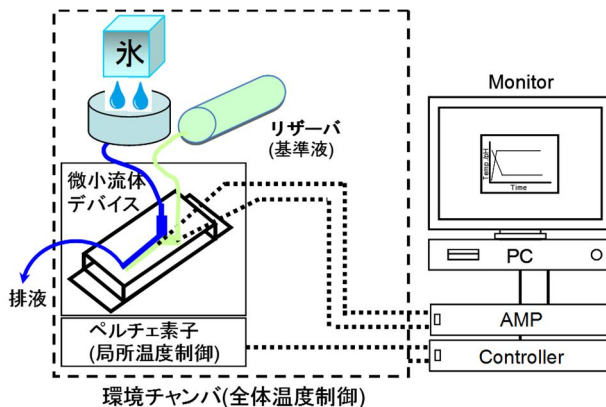 氷
リザーバ
(基準液)
微小流体
デバイス
排液
ペルチェ素子
(局所温度制御)
環境チャンバ(全体温度制御)
Monitor
Temp./pH
Time
PC
AMP
Controller